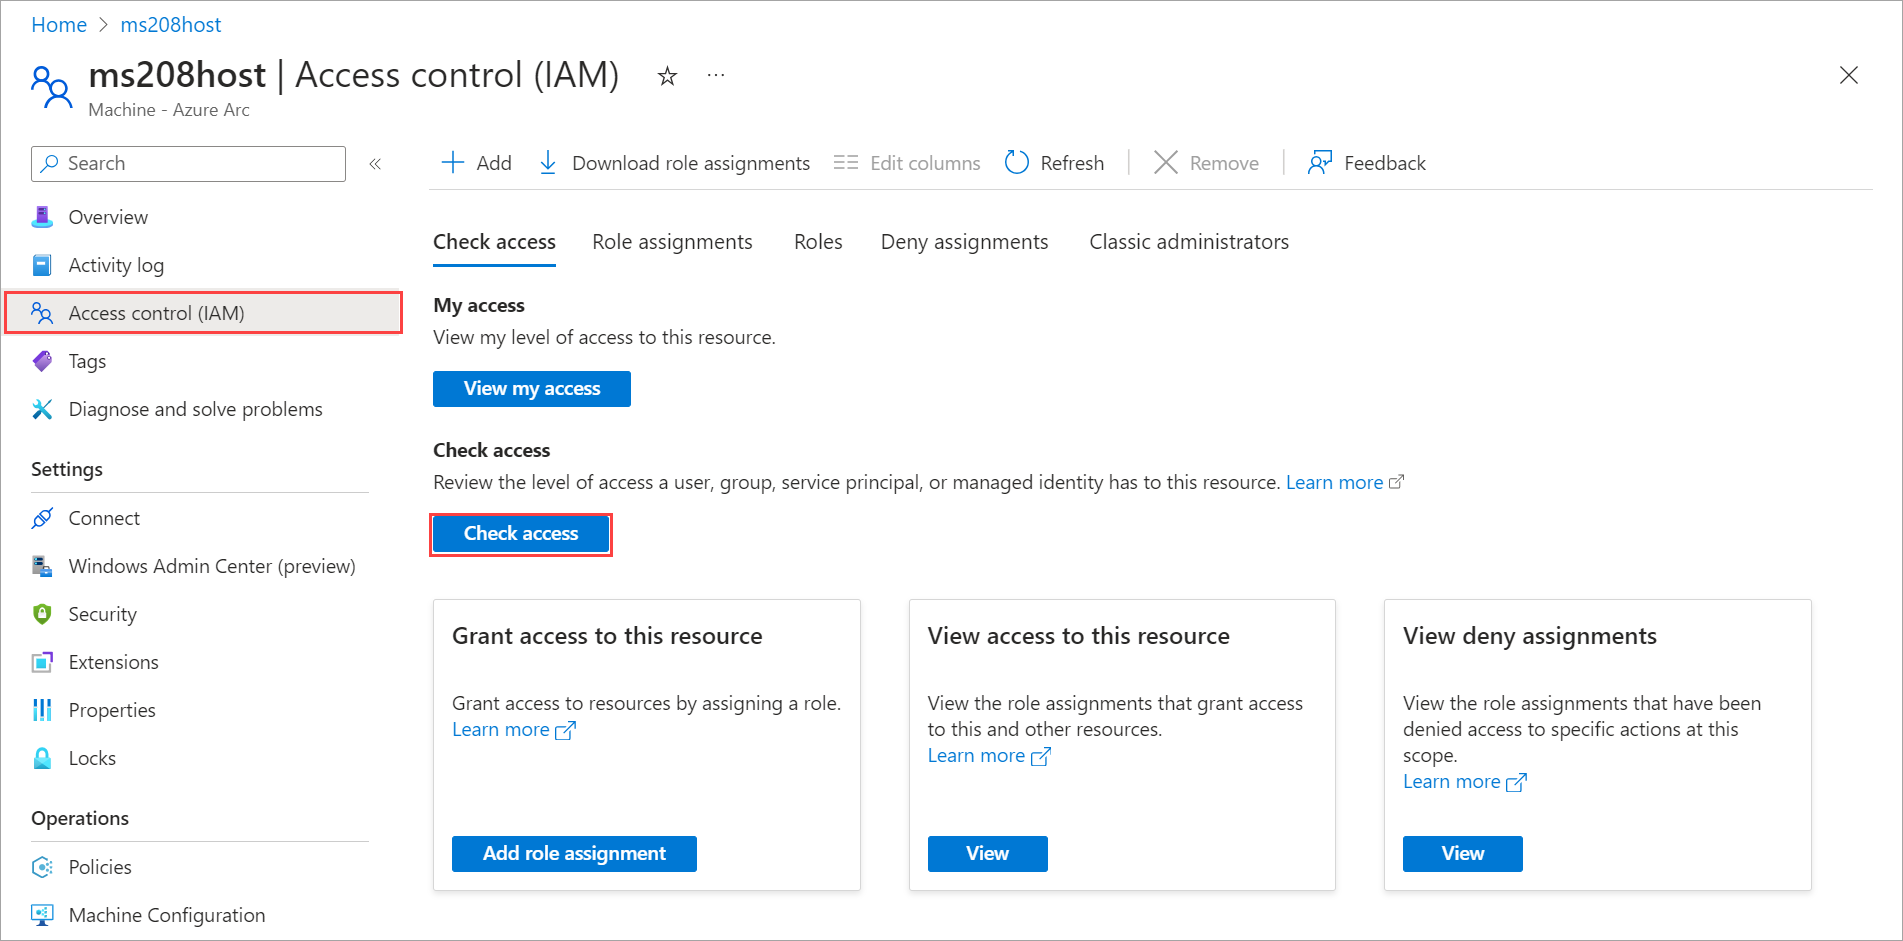 Home > ms208host
ms208host | Access control (IAM) ☆ ···
Machine - Azure Arc
Search «
Overview
Activity log
Access control (IAM)
Tags
Diagnose and solve problems
Settings
Connect
Windows Admin Center (preview)
Security
Extensions
Properties
Locks
Operations
Policies
Machine Configuration
Add Download role assignments Edit columns Refresh Remove Feedback
Check access Role assignments Roles Deny assignments Classic administrators
My access
View my level of access to this resource.
View my access
Check access
Review the level of access a user, group, service principal, or managed identity has to this resource. Learn more
Check access
Grant access to this resource
Grant access to resources by assigning a role.
Learn more
Add role assignment
View access to this resource
View the role assignments that grant access
to this and other resources.
Learn more
View
View deny assignments
View the role assignments that have been
denied access to specific actions at this
scope.
Learn more
View